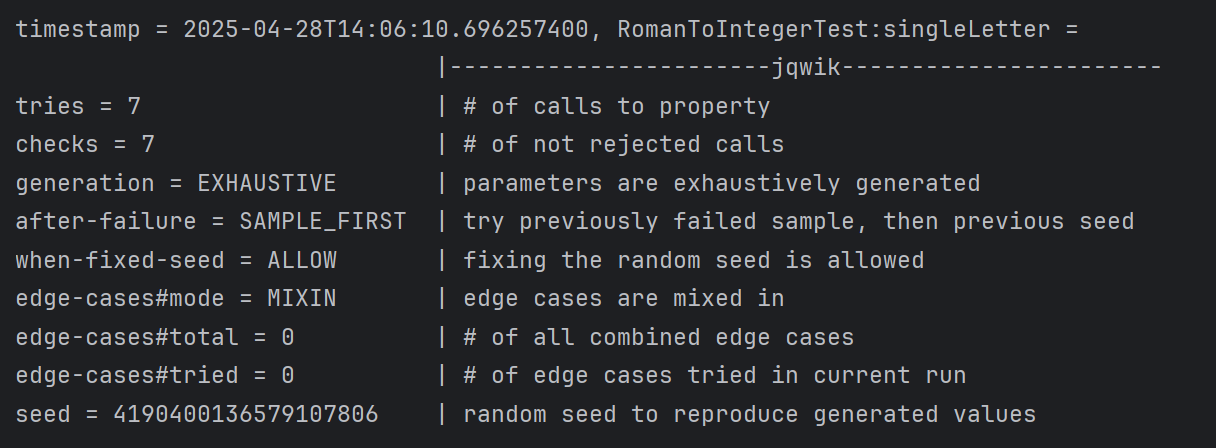 timestamp = 2025-04-28T14:06:10.696257400, RomanToIntegerTest:singleLetter =
|-----------------------jqwik-----------------------
tries = 7 | # of calls to property
checks = 7 | # of not rejected calls
generation = EXHAUSTIVE | parameters are exhaustively generated
after-failure = SAMPLE_FIRST | try previously failed sample, then previous seed
when-fixed-seed = ALLOW | fixing the random seed is allowed
edge-cases#mode = MIXIN | edge cases are mixed in
edge-cases#total = 0 | # of all combined edge cases
edge-cases#tried = 0 | # of edge cases tried in current run
seed = 4190400136579107806 | random seed to reproduce generated values